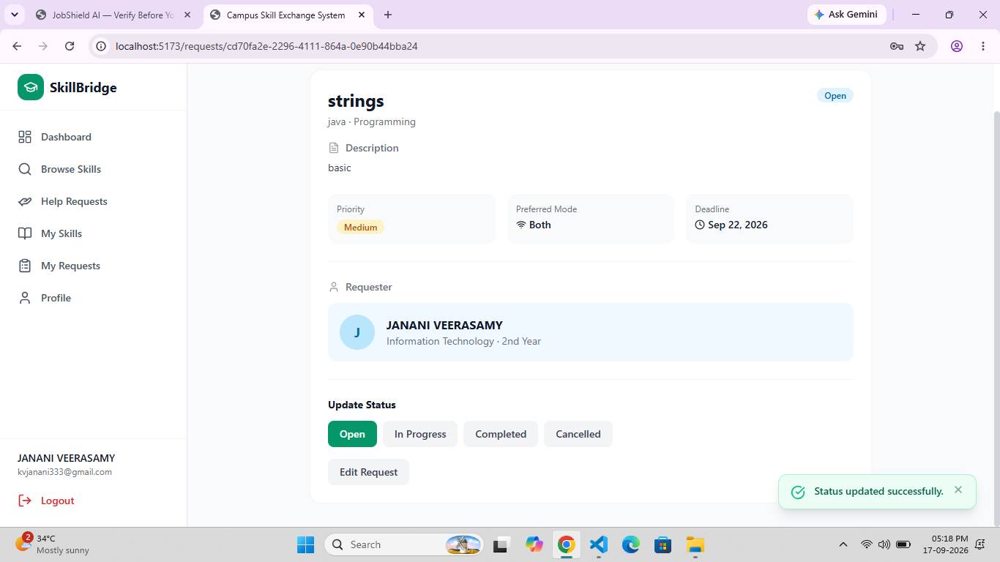 JobShield AI — Verify Before Yo
Campus Skill Exchange System
Ask Gemini
localhost:5173/requests/cd70fa2e-2296-4111-864a-0e90b44bba24
SkillBridge
Dashboard
Browse Skills
Help Requests
My Skills
My Requests
Profile
JANANI VEERASAMY
kvjanani333@gmail.com
Logout
strings
Open
java · Programming
Description
basic
Priority
Medium
Preferred Mode
Both
Deadline
Sep 22, 2026
Requester
J
JANANI VEERASAMY
Information Technology · 2nd Year
Update Status
Open In Progress Completed Cancelled
Edit Request
Status updated successfully.
2
34°C
Mostly sunny
Search
05:18 PM
17-09-2026